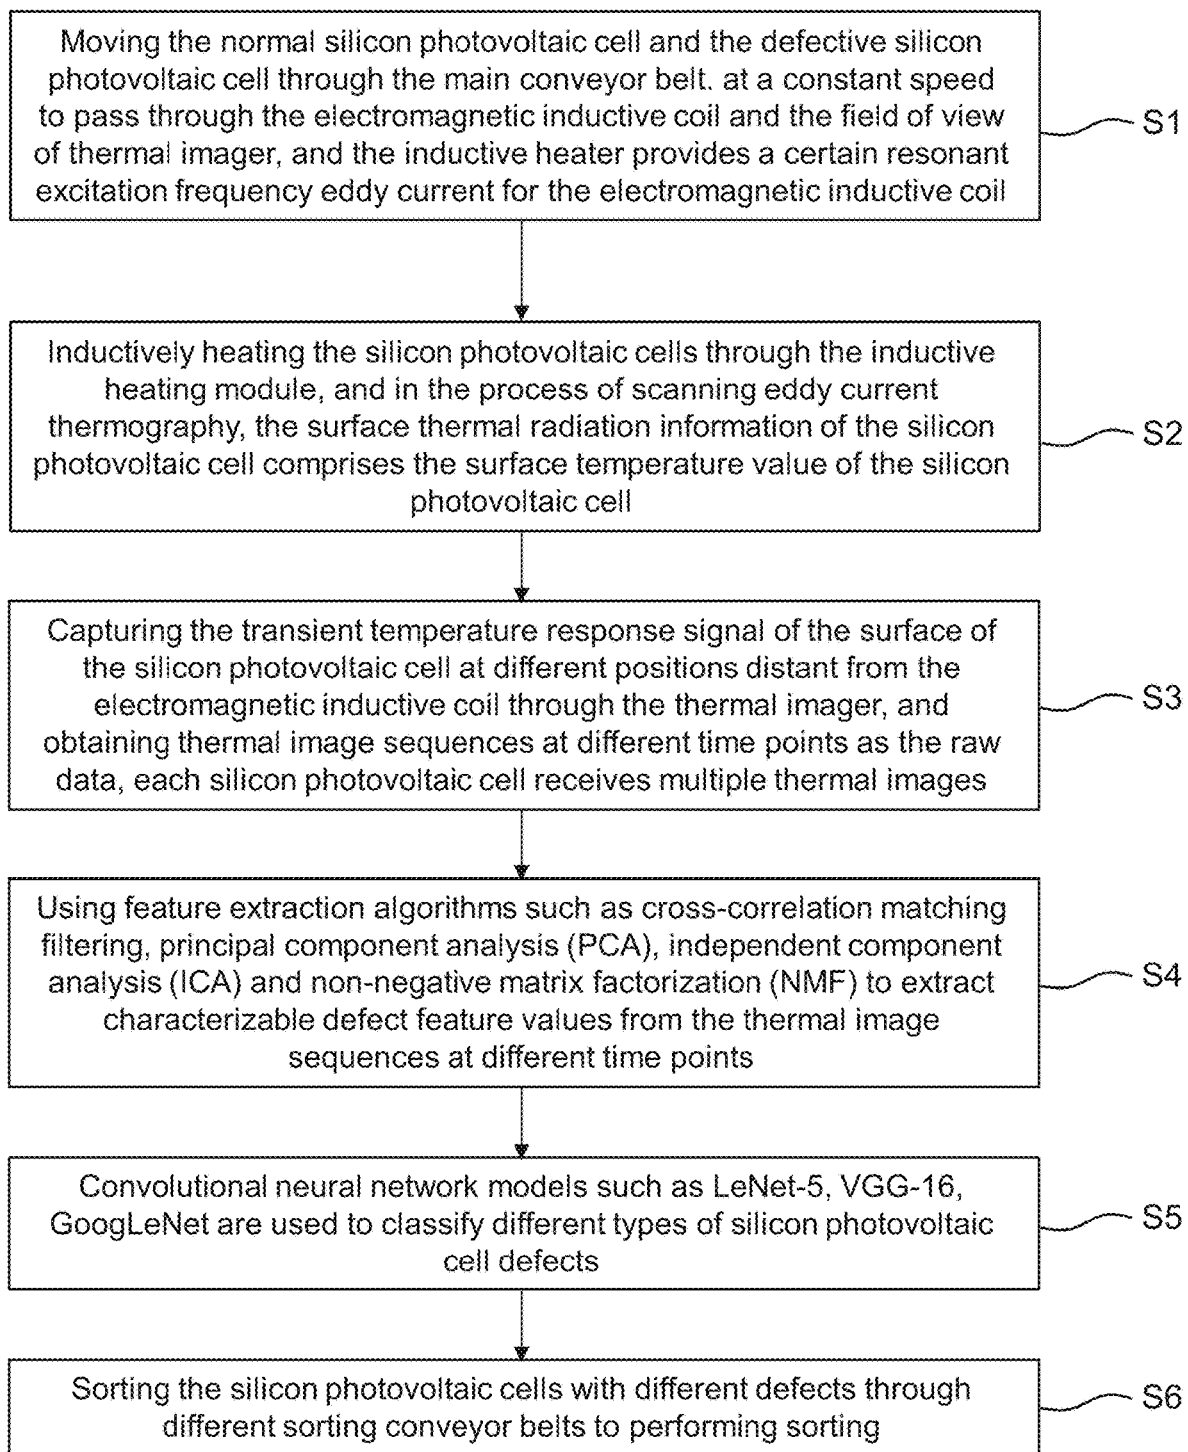 Moving the normal silicon photovoltaic cell and the defective silicon
photovoltaic cell through the main conveyor belt. at a constant speed
to pass through the electromagnetic inductive coil and the field of view
of thermal imager, and the inductive heater provides a certain resonant
excitation frequency eddy current for the electromagnetic inductive coil
S1
Inductively heating the silicon photovoltaic cells through the inductive
heating module, and in the process of scanning eddy current
thermography, the surface thermal radiation information of the silicon
photovoltaic cell comprises the surface temperature value of the silicon
photovoltaic cell
S2
Capturing the transient temperature response signal of the surface of
the silicon photovoltaic cell at different positions distant from the
electromagnetic inductive coil through the thermal imager, and
obtaining thermal image sequences at different time points as the raw
data, each silicon photovoltaic cell receives multiple thermal images
S3
Using feature extraction algorithms such as cross-correlation matching
filtering, principal component analysis (PCA), independent component
analysis (ICA) and non-negative matrix factorization (NMF) to extract
characterizable defect feature values from the thermal image
sequences at different time points
S4
Convolutional neural network models such as LeNet-5, VGG-16,
GoogLeNet are used to classify different types of silicon photovoltaic
cell defects
S5
Sorting the silicon photovoltaic cells with different defects through
different sorting conveyor belts to performing sorting
S6